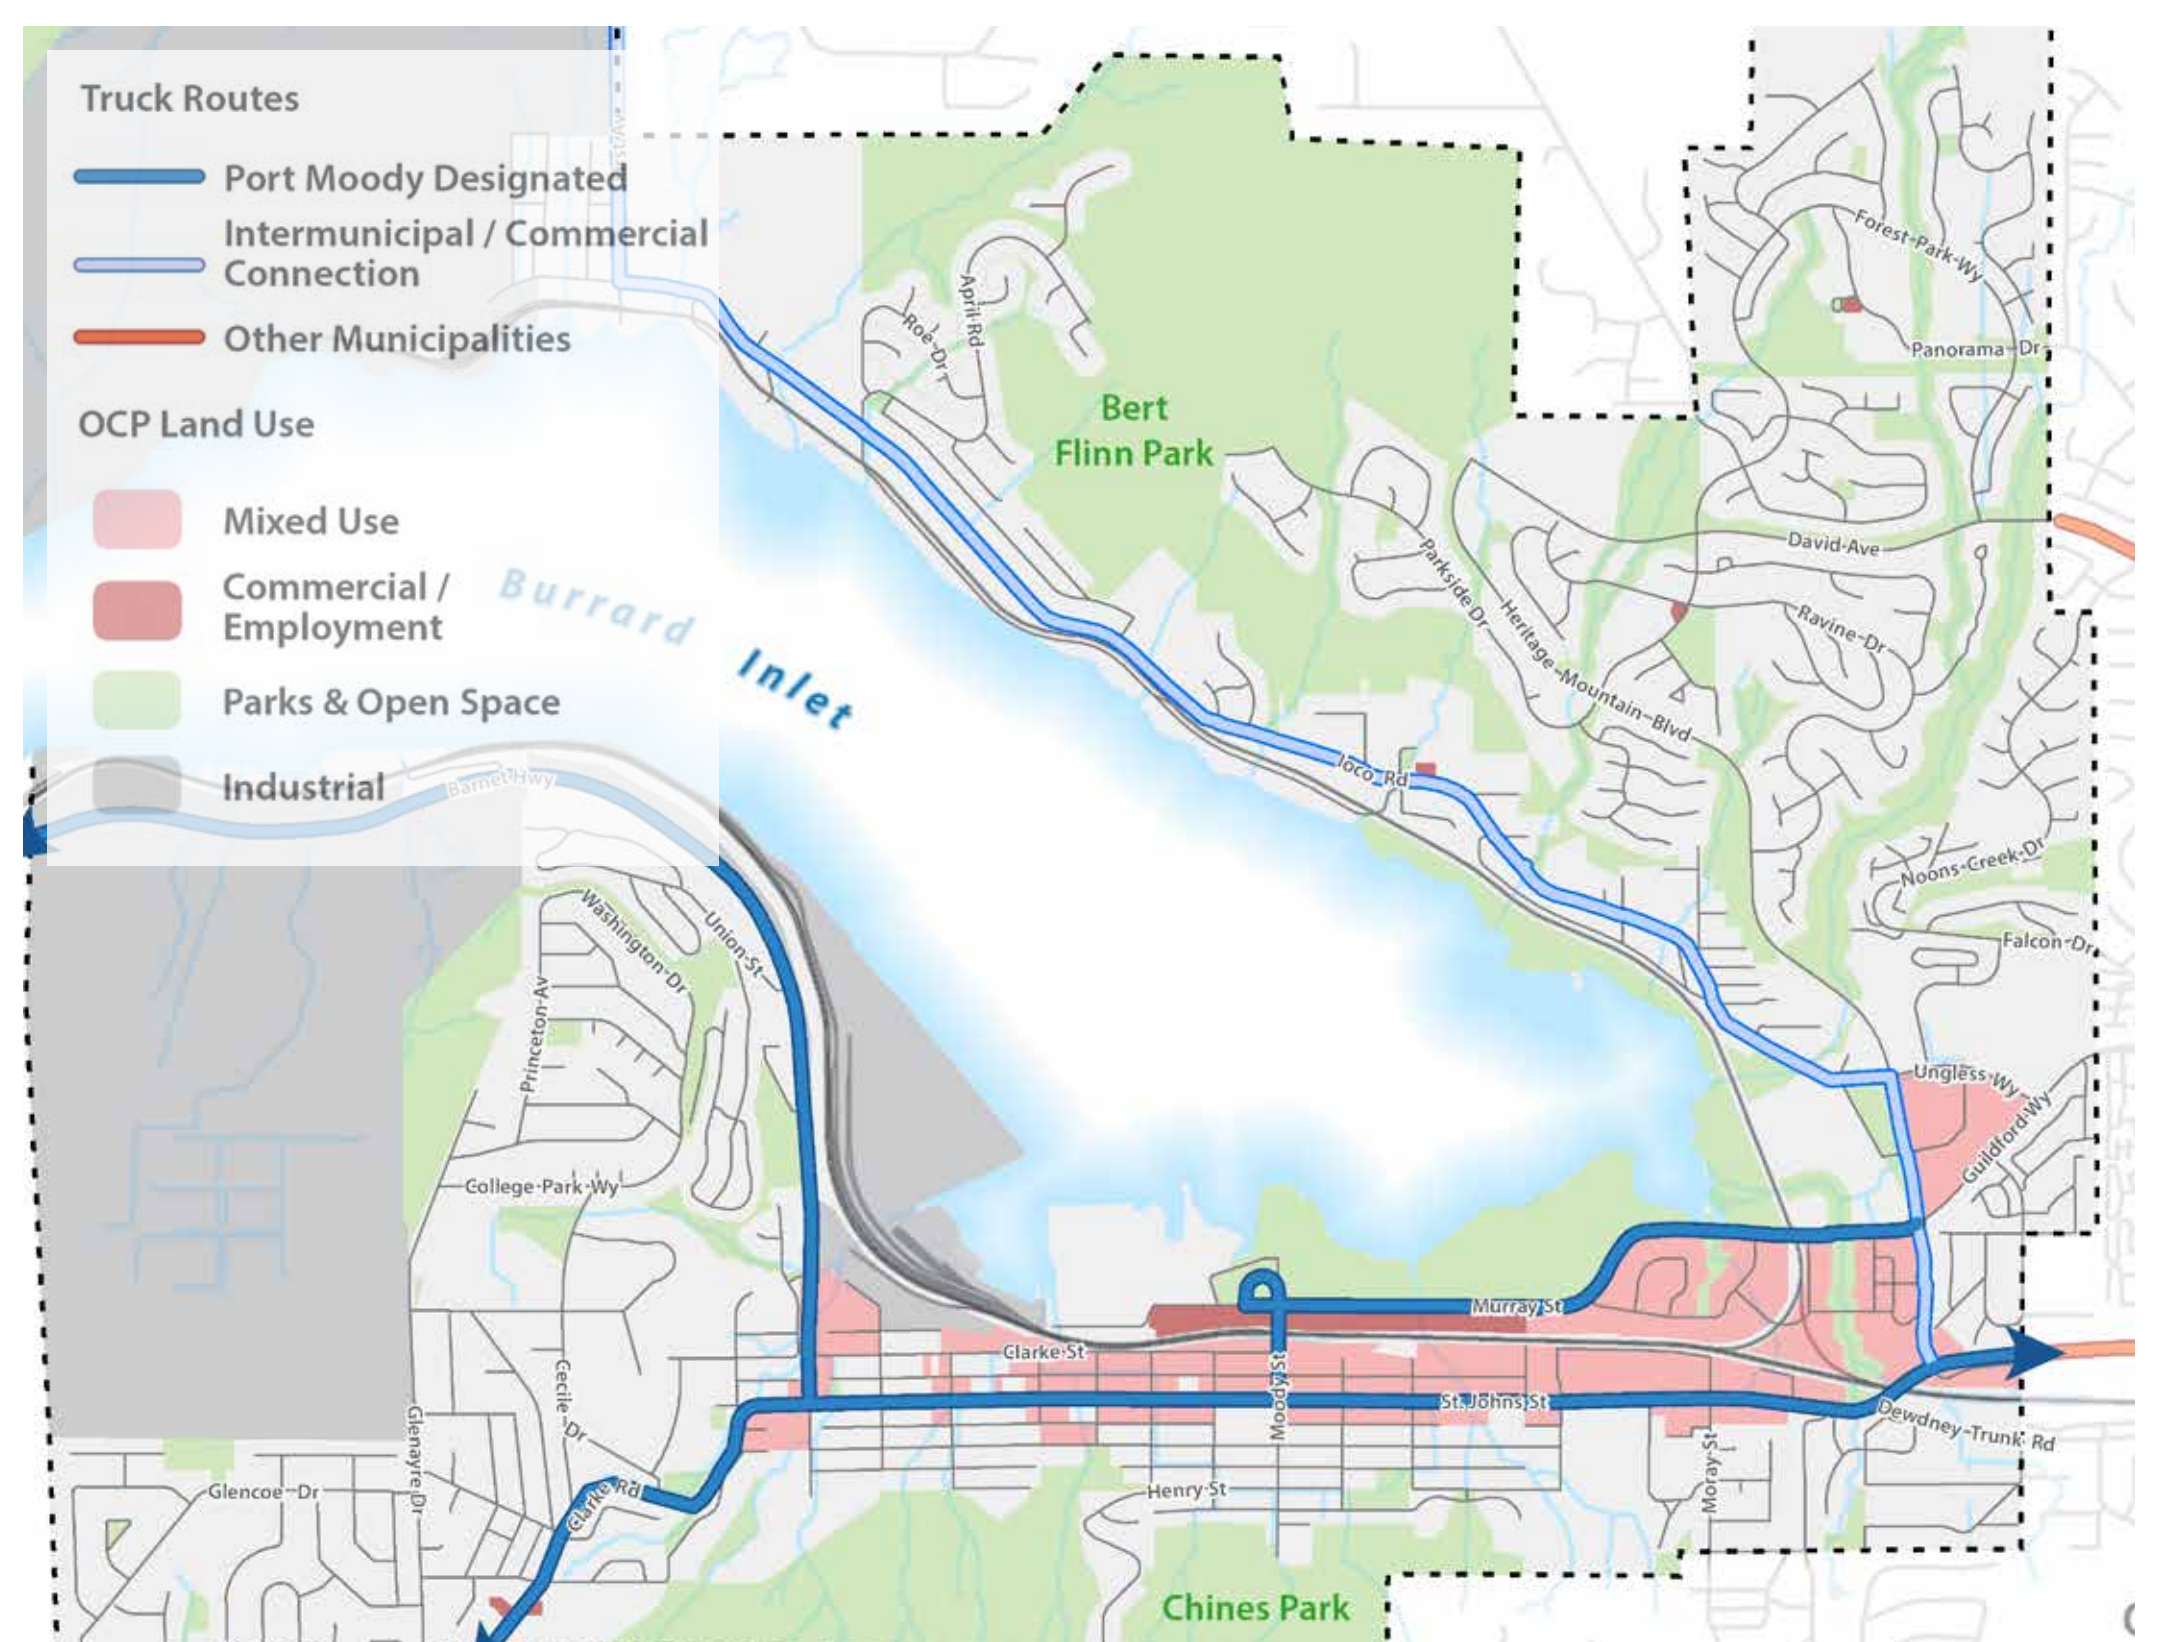 Truck Routes
Port Moody Designated
Intermunicipal / Commercial
Connection
Other Municipalities
OCP Land Use
Mixed Use
Commercial /
Employment
Parks & Open Space
Industrial
Burrard Inlet
Barnet Hwy
Forest-Park-Wy
Panorama-Dr
April-Rd
Roe-Dr
Bert
Flinn Park
David-Ave
Parkside-Dr
Heritage-Mountain-Blvd
Ravine-Dr
Ioco Rd
Noons-Creek-Dr
Falcon-Dr
Washington-Dr
Union-St
Princeton-Av
College-Park-Wy
Ungless-Wy
Guildford-Wy
Murray St
Clarke-St
Moody-St
St. Johns St
Dewdney-Trunk Rd
Cecile-Dr
Glenayre-Dr
Glencoe-Dr
Clarke Rd
Henry-St
Moray-St
Chines Park